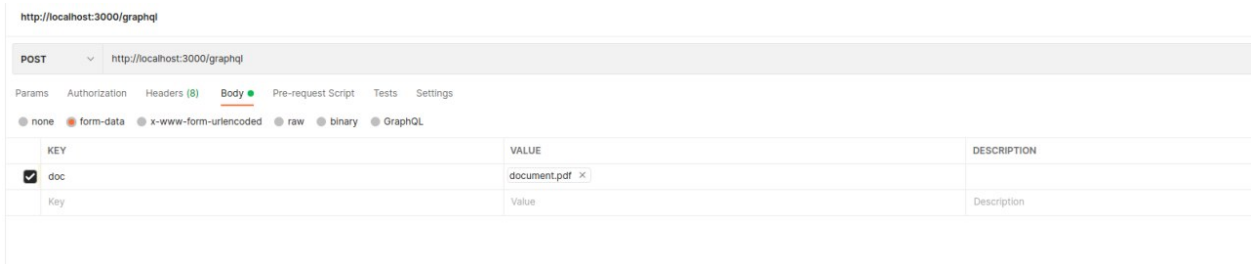 http://localhost:3000/graphql
POST http://localhost:3000/graphql
Params Authorization Headers (8) Body Pre-request Script Tests Settings
none form-data x-www-form-urlencoded raw binary GraphQL
KEY VALUE DESCRIPTION
doc document.pdf ×
Key Value Description